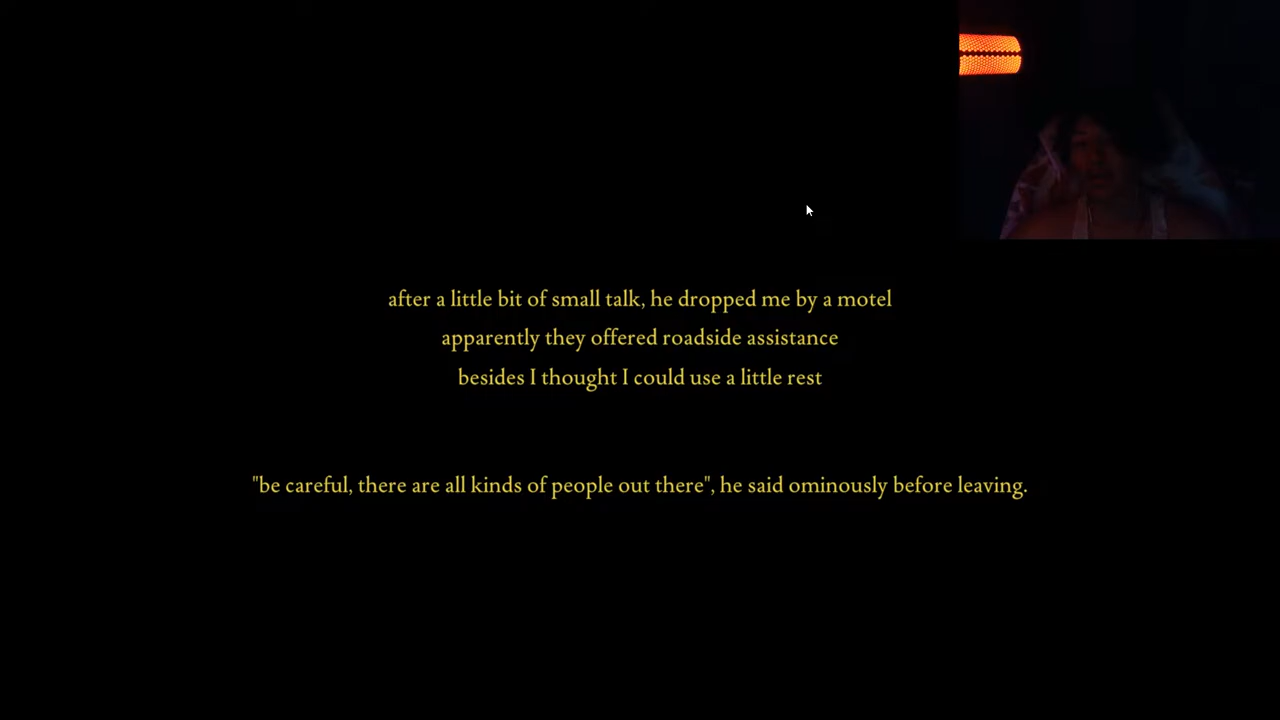 after a little bit of small talk, he dropped me by a motel
apparently they offered roadside assistance
besides I thought I could use a little rest
"be careful, there are all kinds of people out there", he said ominously before leaving.